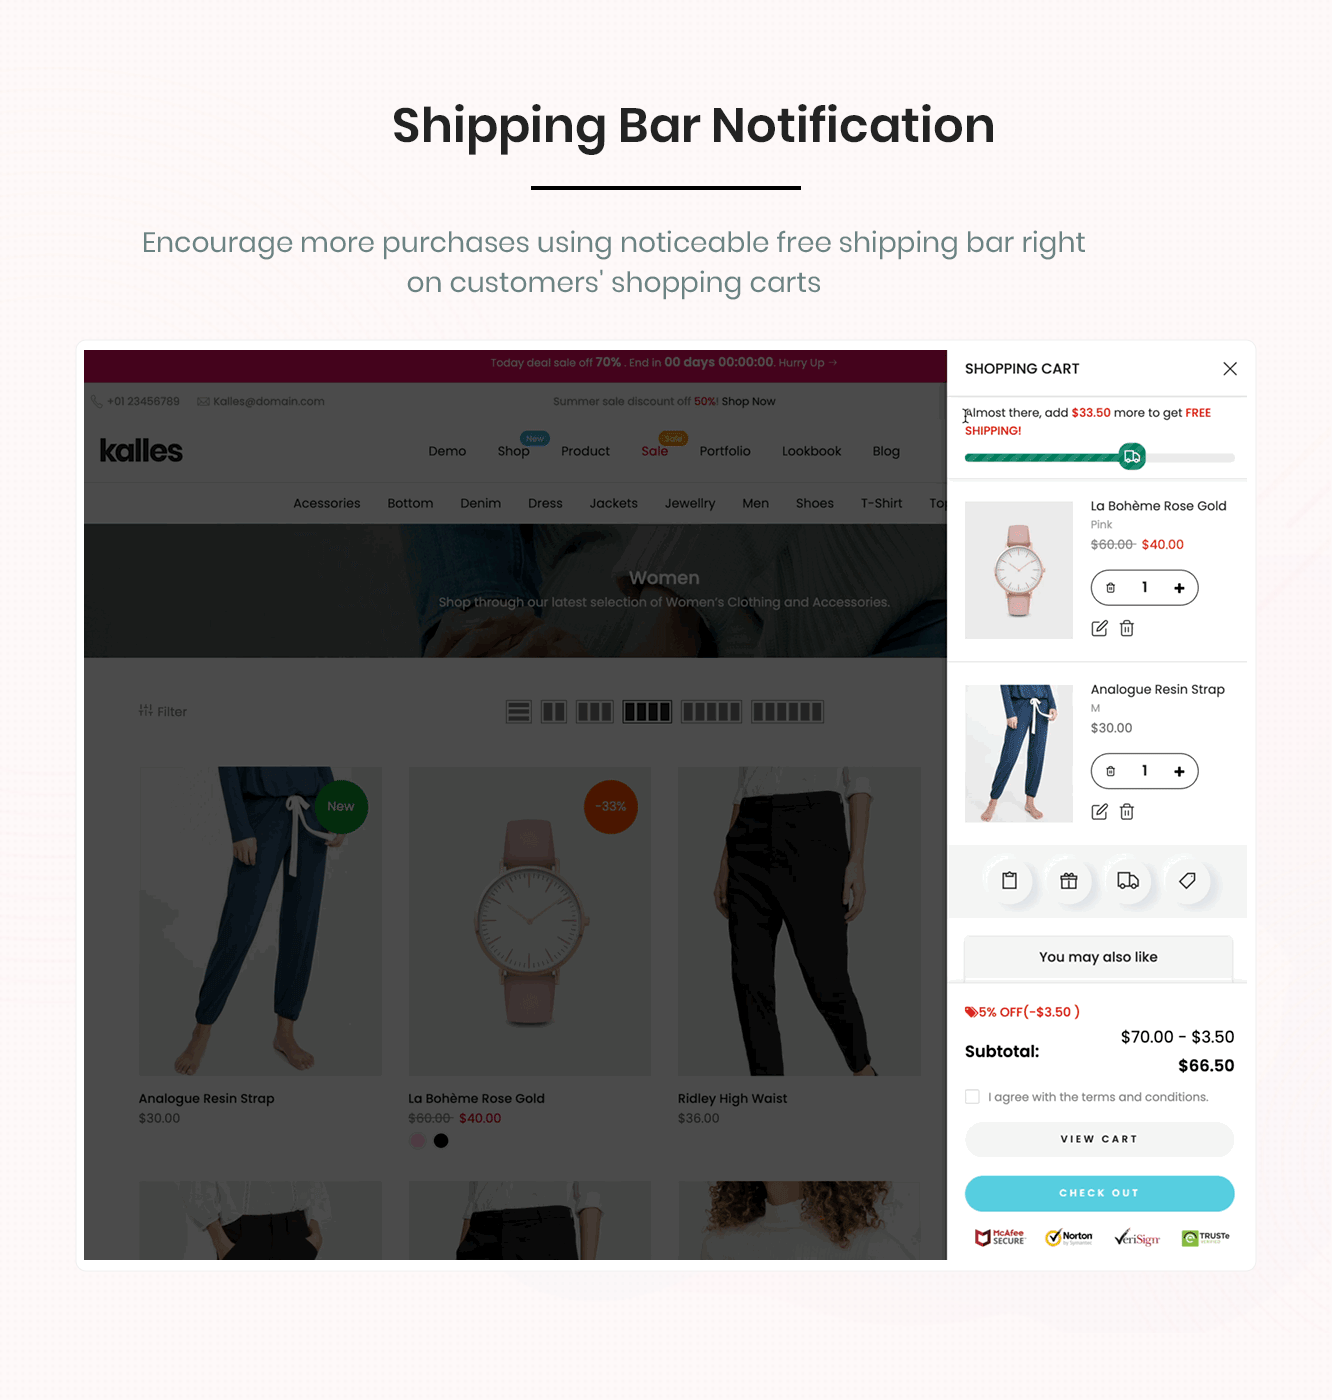 Shipping Bar Notification
Encourage more purchases using noticeable free shipping bar right
on customers' shopping carts
Today deal sale off 70% . End in 00 days 00:00:00. Hurry Up →
+01 23456789 Kalles@domain.com
Summer sale discount off 50%! Shop Now
kalles
Demo Shop Product Sale Portfolio Lookbook Blog
New
Sale
Acessories Bottom Denim Dress Jackets Jewellry Men Shoes T-Shirt Top
Women
Shop through our latest selection of Women's Clothing and Accessories.
Filter
New
-33%
Analogue Resin Strap
$30.00
La Bohème Rose Gold
$60.00 $40.00
Ridley High Waist
$36.00
SHOPPING CART
Almost there, add $33.50 more to get FREE
SHIPPING!
La Bohème Rose Gold
Pink
$60.00 $40.00
1 +
Analogue Resin Strap
M
$30.00
1 +
You may also like
5% OFF(-$3.50 )
Subtotal:
$70.00 - $3.50
$66.50
I agree with the terms and conditions.
VIEW CART
CHECK OUT
McAfee
SECURE
Norton
by Symantec
VeriSign
TRUSTe